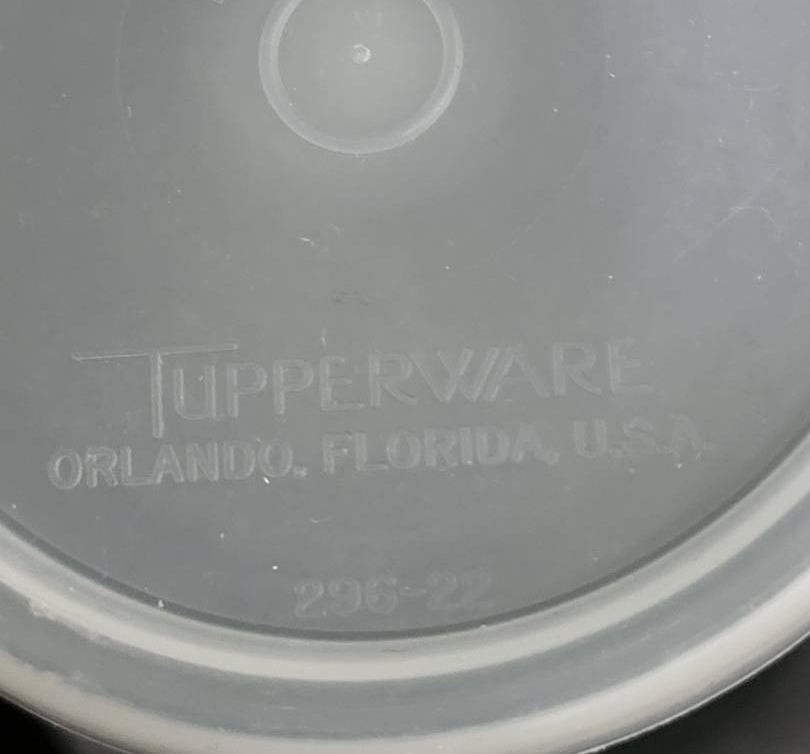 TUPPERWARE
ORLANDO, FLORIDA, U.S.A.
296-22